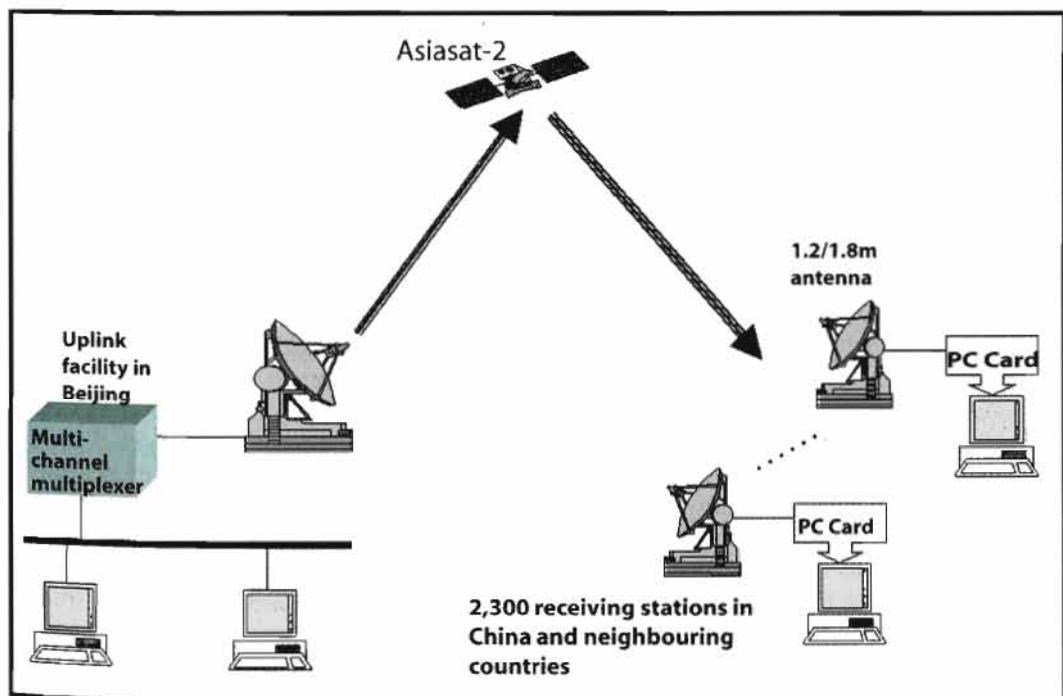 Asiasat-2
1.2/1.8m
antenna
Uplink
facility in
Beijing
PC Card
Multi-
channel
multiplexer
PC Card
2,300 receiving stations in
China and neighbouring
countries